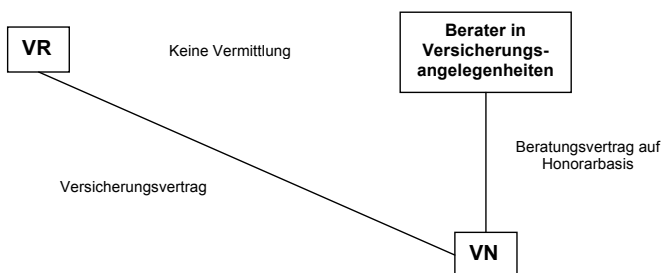 VR
Keine Vermittlung
Berater in
Versicherungs-
angelegenheiten
Beratungsvertrag auf
Honorarbasis
Versicherungsvertrag
VN